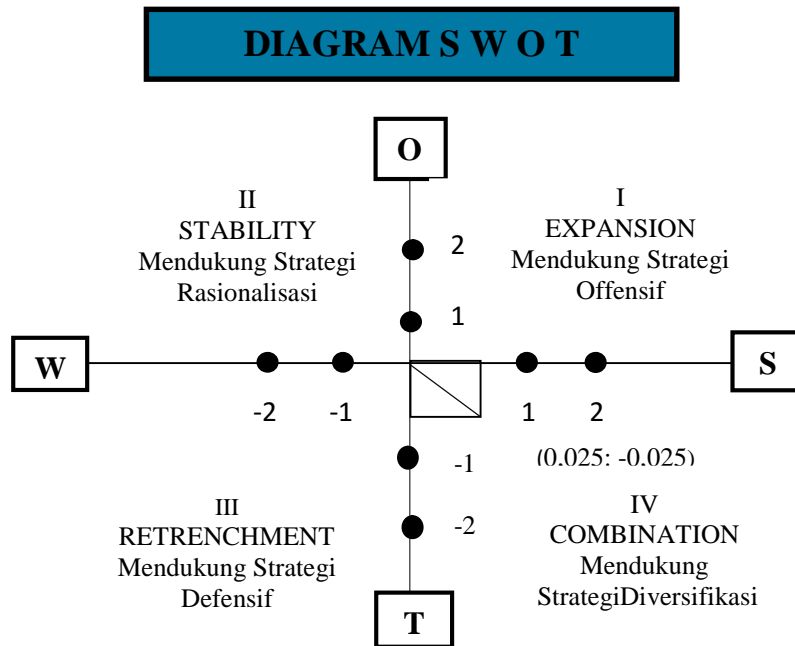 DIAGRAM S W O T
O
II
STABILITY
Mendukung Strategi
Rasionalisasi
I
EXPANSION
Mendukung Strategi
Offensif
2
1
W
S
-2
-1
1
2
-1
(0,025; -0,025)
-2
III
RETRENCHMENT
Mendukung Strategi
Defensif
IV
COMBINATION
Mendukung
StrategiDiversifikasi
T